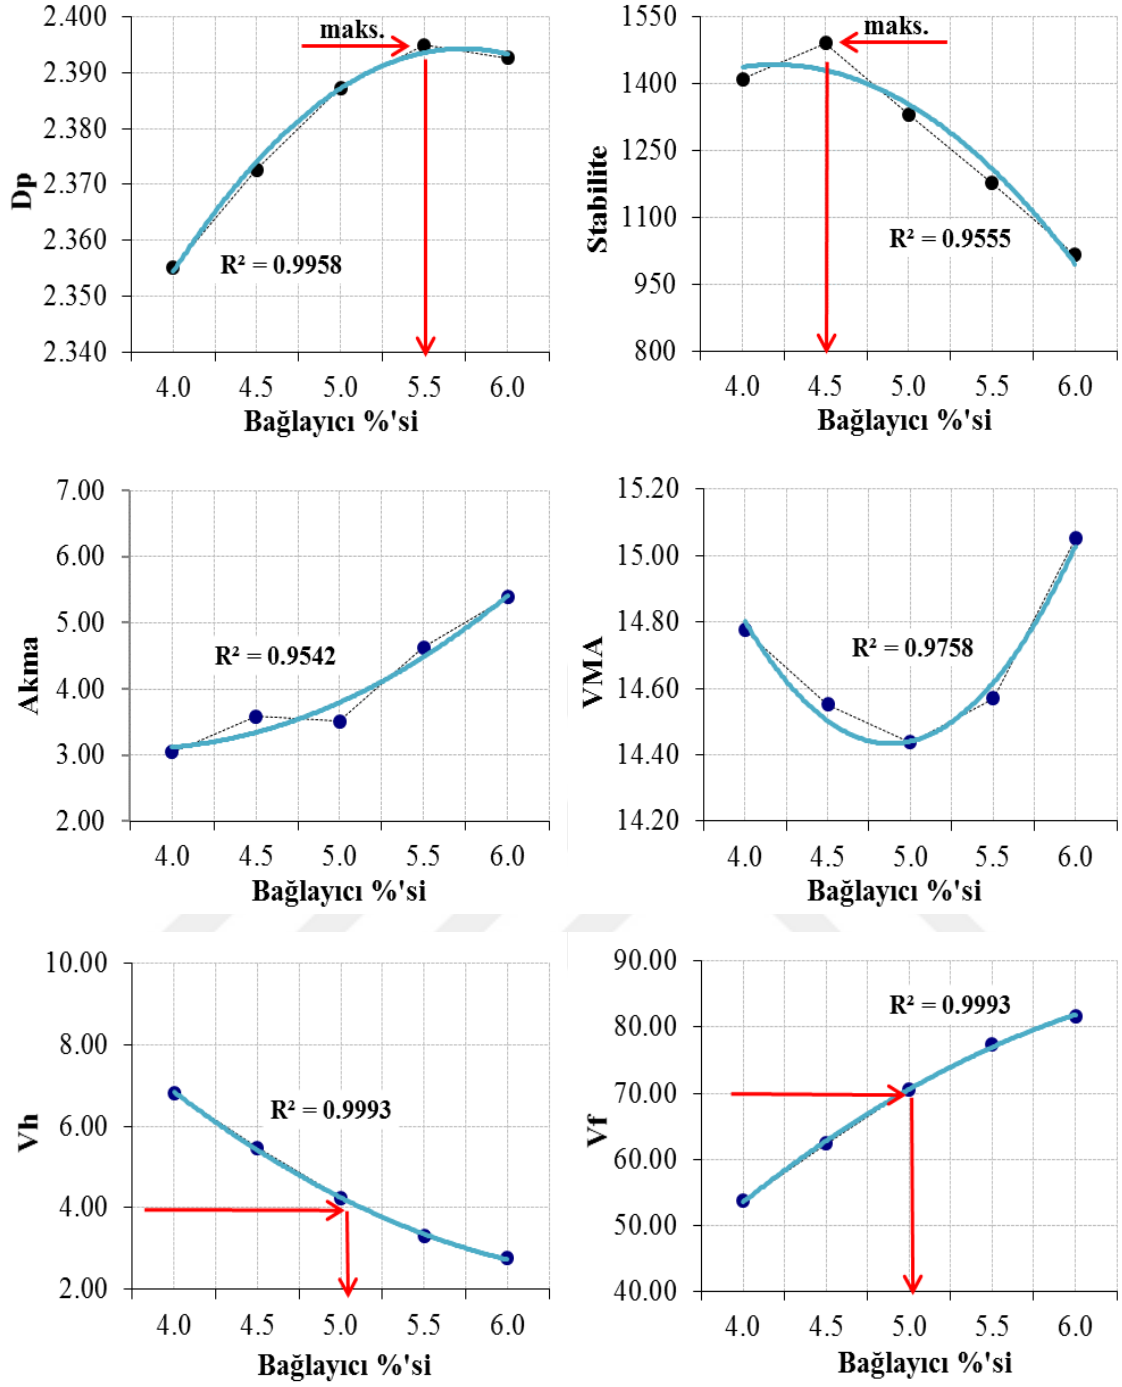 2.400
2.390
2.380
2.370
2.360
2.350
2.340
Dp
maks.
R² = 0.9958
4.0 4.5 5.0 5.5 6.0
Bağlayıcı %'si
1550
1400
1250
1100
950
800
Stabilite
maks.
R² = 0.9555
4.0 4.5 5.0 5.5 6.0
Bağlayıcı %'si
7.00
6.00
5.00
4.00
3.00
2.00
Akma
R² = 0.9542
4.0 4.5 5.0 5.5 6.0
Bağlayıcı %'si
15.20
15.00
14.80
14.60
14.40
14.20
VMA
R² = 0.9758
4.0 4.5 5.0 5.5 6.0
Bağlayıcı %'si
10.00
8.00
6.00
4.00
2.00
Vh
R² = 0.9993
4.0 4.5 5.0 5.5 6.0
Bağlayıcı %'si
90.00
80.00
70.00
60.00
50.00
40.00
Vf
R² = 0.9993
4.0 4.5 5.0 5.5 6.0
Bağlayıcı %'si